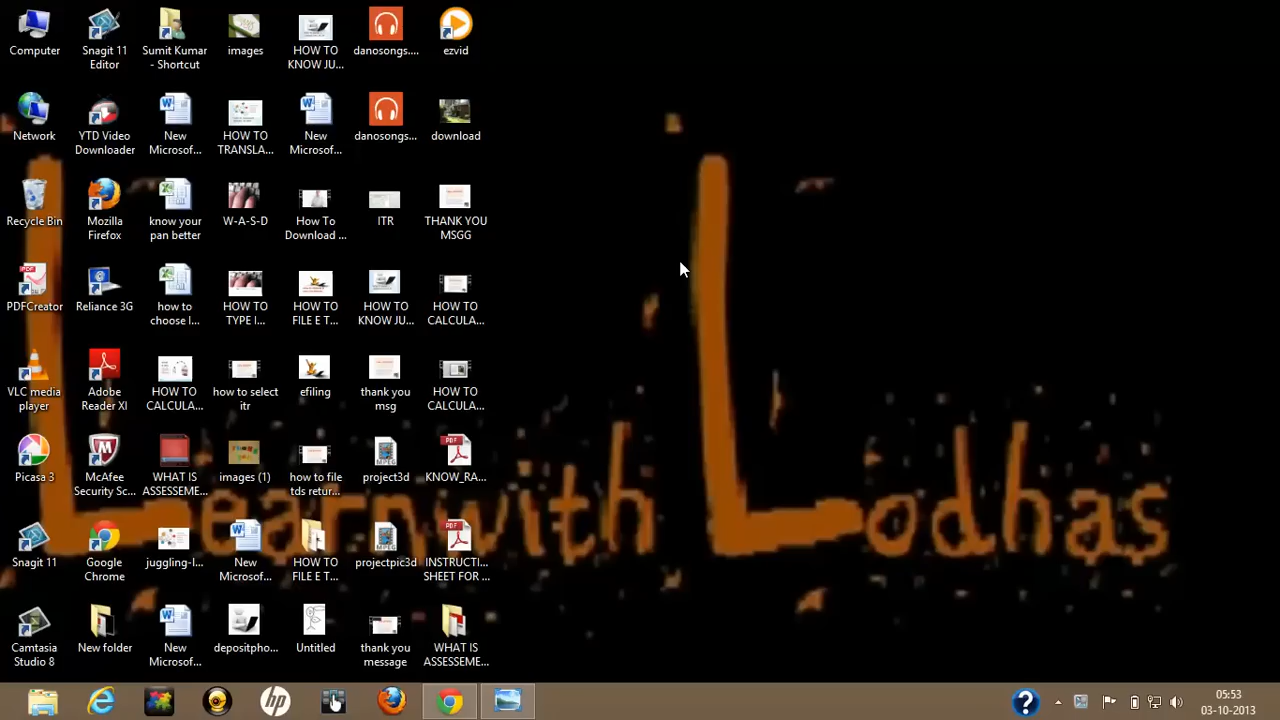 Computer
Snagit 11
Editor
Sumit Kumar
- Shortcut
images
HOW TO
KNOW JU...
danosongs....
ezvid
Network
YTD Video
Downloader
New
Microsof...
HOW TO
TRANSLA...
New
Microsof...
danosongs...
download
Recycle Bin
Mozilla
Firefox
know your
pan better
W-A-S-D
How To
Download ...
ITR
THANK YOU
MSGG
PDFCreator
Reliance 3G
how to
choose I...
HOW TO
TYPE I...
HOW TO
FILE E T...
HOW TO
KNOW JU...
HOW TO
CALCULA...
VLC media
player
Adobe
Reader XI
HOW TO
CALCULA...
how to select
itr
efiling
thank you
msg
HOW TO
CALCULA...
Picasa 3
McAfee
Security Sc...
WHAT IS
ASSESSEME...
images (1)
how to file
tds retur...
project3d
KNOW_RA...
Snagit 11
Google
Chrome
juggling-l...
New
Microsof...
HOW TO
FILE E T...
projectpic3d
INSTRUCTI...
SHEET FOR ...
Camtasia
Studio 8
New folder
New
Microsof...
depositpho...
Untitled
thank you
message
WHAT IS
ASSESSEME...
Learnwith Ladhas
hp
05:53
03-10-2013